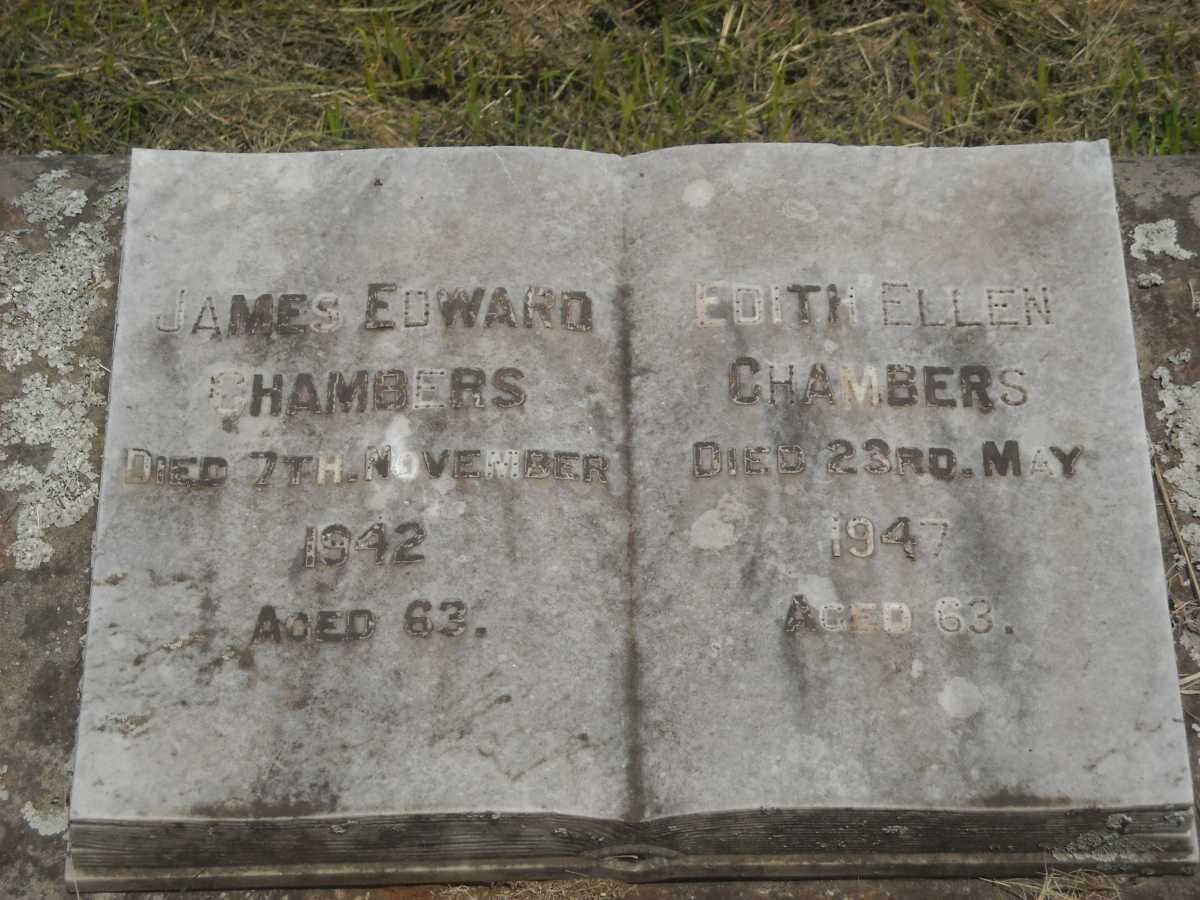 JAMES EDWARD
CHAMBERS
DIED 7TH. NOVEMBER
1942
AGED 63.
EDITH ELLEN
CHAMBERS
DIED 23RD. MAY
1947
AGED 63.